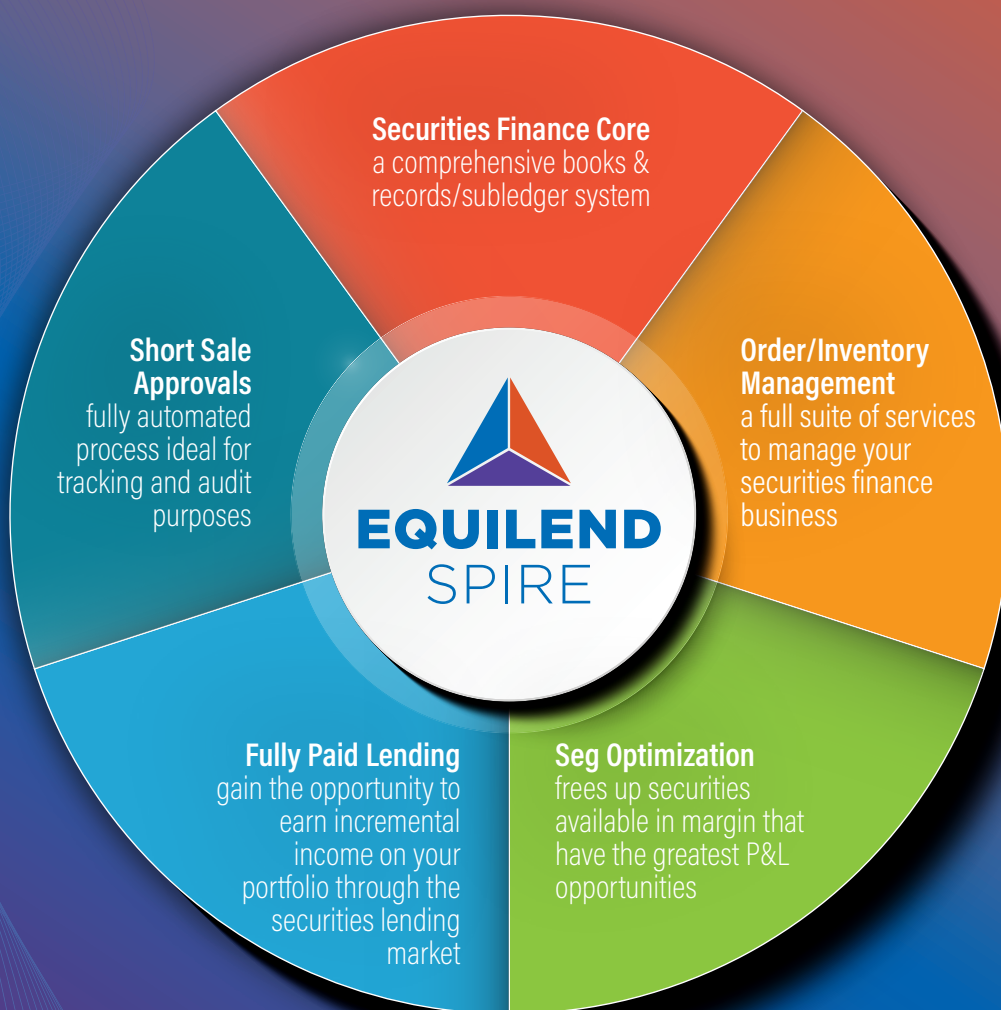 Securities Finance Core
a comprehensive books &
records/subledger system
Order/Inventory
Management
a full suite of services
to manage your
securities finance
business
Seg Optimization
frees up securities
available in margin that
have the greatest P&L
opportunities
Fully Paid Lending
gain the opportunity to
earn incremental
income on your
portfolio through the
securities lending
market
Short Sale
Approvals
fully automated
process ideal for
tracking and audit
purposes
EQUILEND
SPIRE